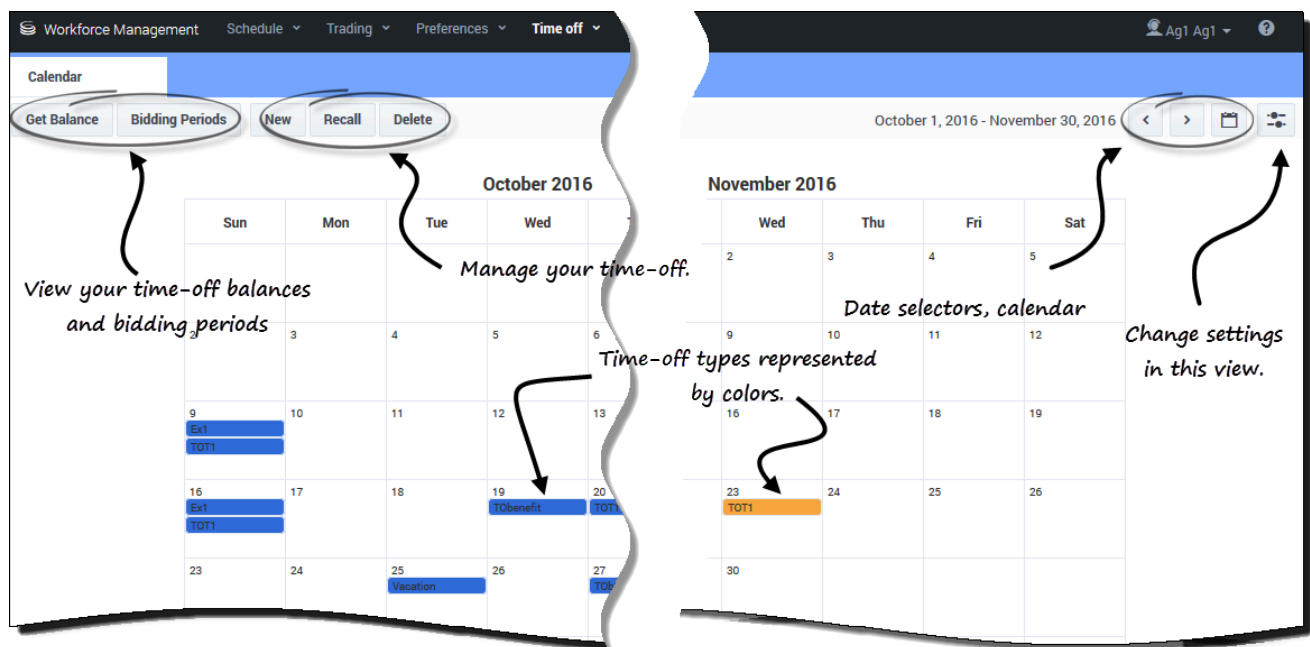 Workforce Management Schedule Trading Preferences Time off Ag1 Ag1 ?
Calendar
Get Balance Bidding Periods New Recall Delete October 1, 2016 - November 30, 2016
October 2016 November 2016
Sun Mon Tue Wed Wed Thu Fri Sat
2 3 4 5
Manage your time-off.
View your time-off balances
and bidding periods
Date selectors, calendar
Change settings
in this view.
2 3 4 5 6 9 10 11 12
Time-off types represented
by colors.
9 10 11 12 13 16 17 18 19
Ex1
TOT1
16 17 18 19 20 23 24 25 26
Ex1 TObenefit TOT1 TOT1
TOT1
23 24 25 26 27 30
Vacation TOb